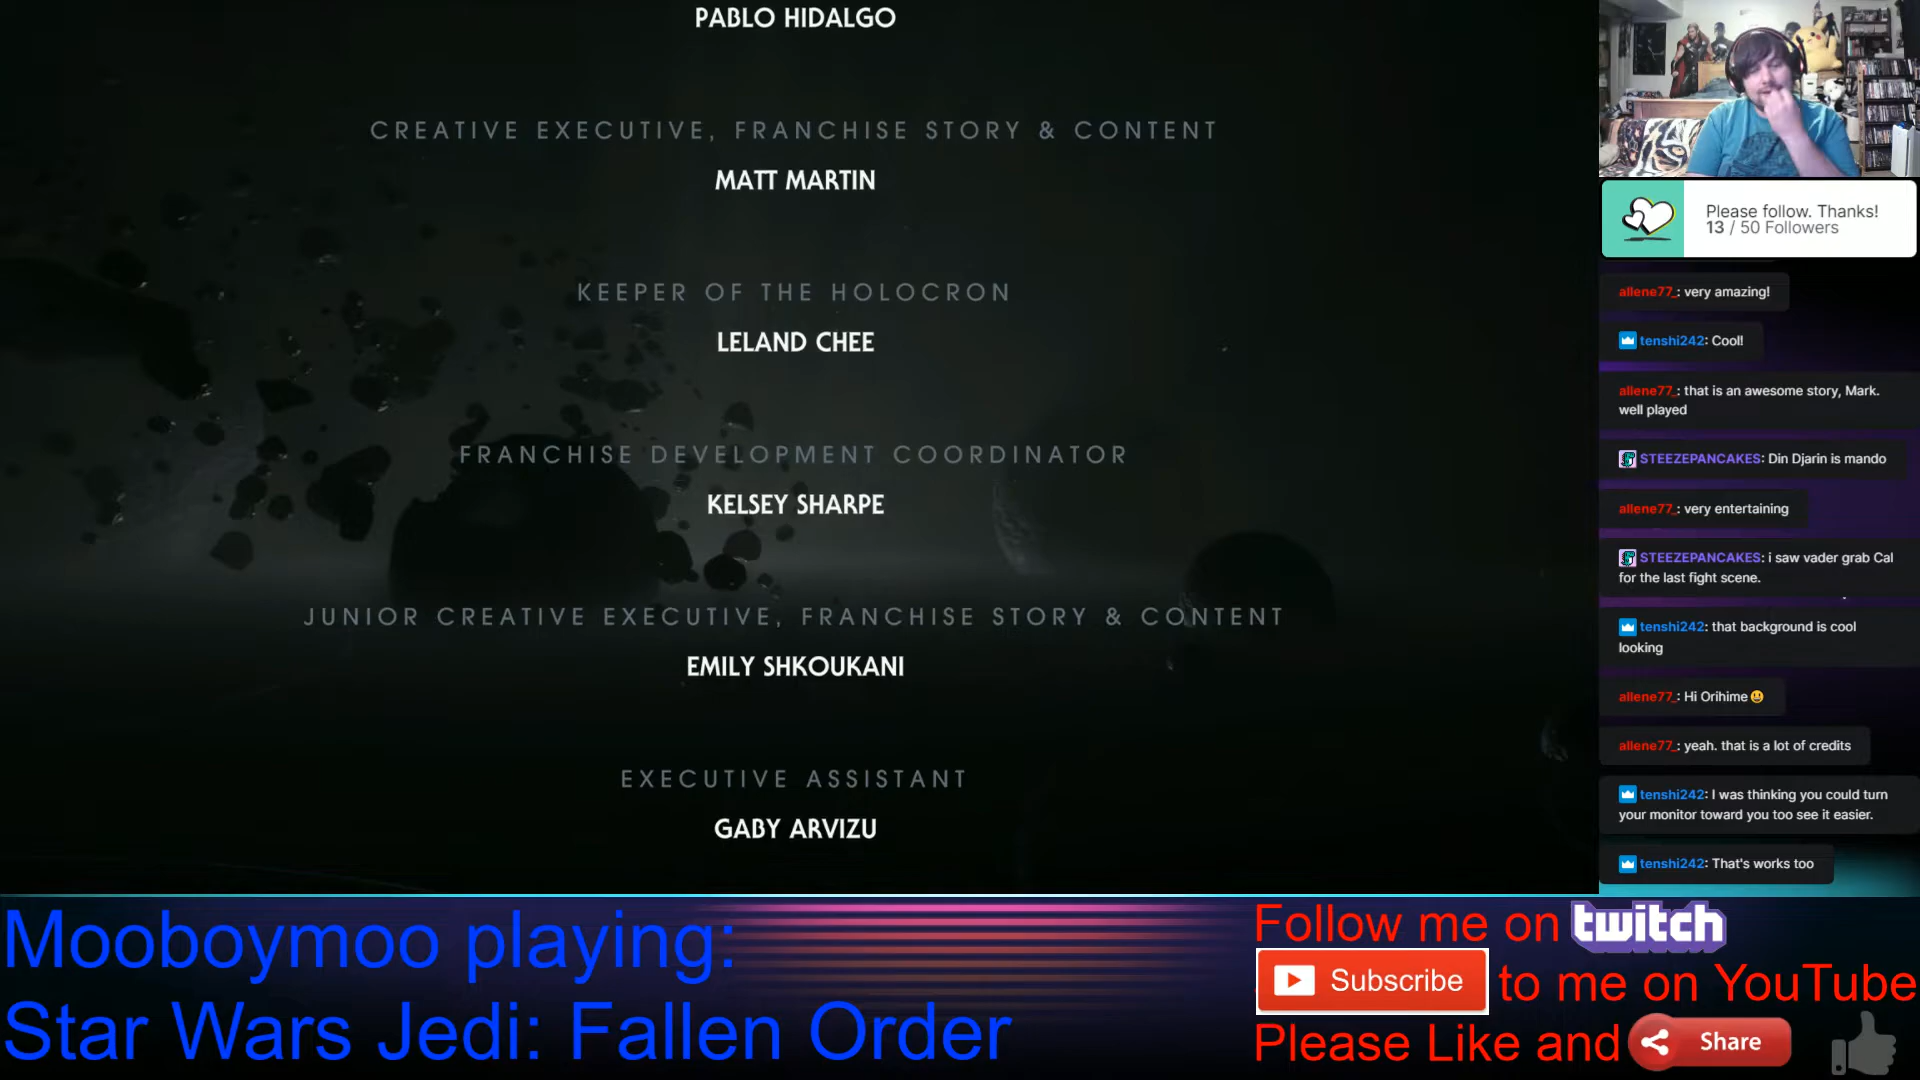 PABLO HIDALGO
CREATIVE EXECUTIVE, FRANCHISE STORY & CONTENT
MATT MARTIN
KEEPER OF THE HOLOCRON
LELAND CHEE
FRANCHISE DEVELOPMENT COORDINATOR
KELSEY SHARPE
JUNIOR CREATIVE EXECUTIVE, FRANCHISE STORY & CONTENT
EMILY SHKOUKANI
EXECUTIVE ASSISTANT
GABY ARVIZU
Please follow. Thanks!
13 / 50 Followers
allene77_: very amazing!
tenshi242: Cool!
allene77_: that is an awesome story, Mark.
well played
STEEZEPANCAKES: Din Djarin is mando
allene77_: very entertaining
STEEZEPANCAKES: i saw vader grab Cal
for the last fight scene.
tenshi242: that background is cool
looking
allene77_: Hi Orihime
allene77_: yeah. that is a lot of credits
tenshi242: I was thinking you could turn
your monitor toward you too see it easier.
tenshi242: That's works too
Mooboymoo playing:
Star Wars Jedi: Fallen Order
Follow me on twitch
Subscribe to me on YouTube
Please Like and Share